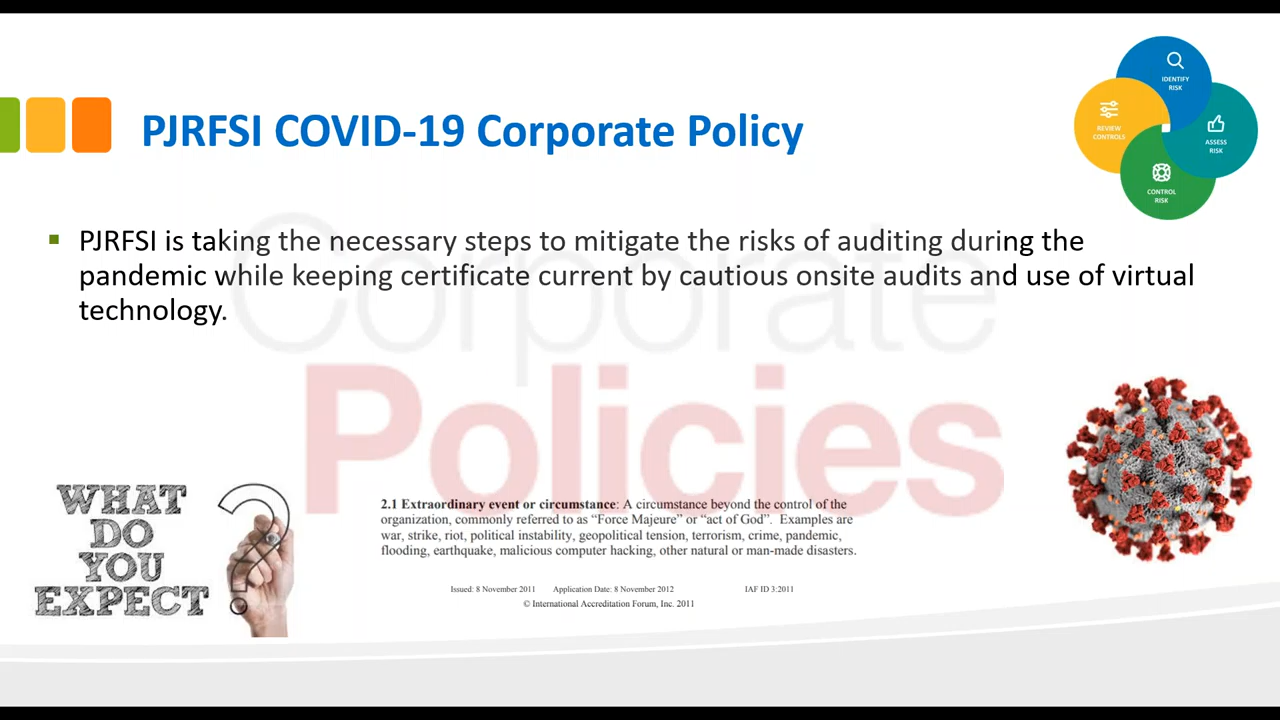 IDENTIFY
RISK
REVIEW
CONTROLS
ASSESS
RISK
CONTROL
RISK
PJRFSI COVID-19 Corporate Policy
PJRFSI is taking the necessary steps to mitigate the risks of auditing during the
pandemic while keeping certificate current by cautious onsite audits and use of virtual
technology.
Corporate
Policies
WHAT
DO
YOU
EXPECT
?
2.1 Extraordinary event or circumstance: A circumstance beyond the control of the
organization, commonly referred to as “Force Majeure” or “act of God”. Examples are
war, strike, riot, political instability, geopolitical tension, terrorism, crime, pandemic,
flooding, earthquake, malicious computer hacking, other natural or man-made disasters.
Issued: 8 November 2011 Application Date: 8 November 2012 IAF ID 3:2011
© International Accreditation Forum, Inc. 2011